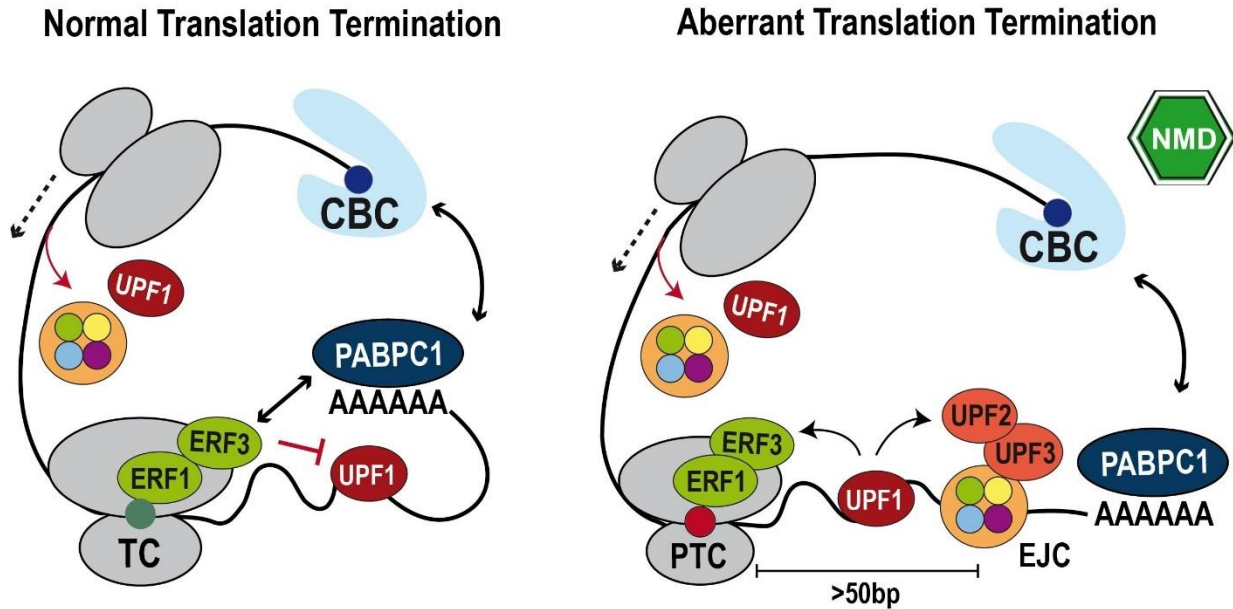 Normal Translation Termination
CBC
UPF1
PABPC1
AAAAAA
ERF3
ERF1
UPF1
TC
Aberrant Translation Termination
NMD
CBC
UPF1
UPF2
ERF3
UPF3
PABPC1
ERF1
UPF1
AAAAAA
PTC
EJC
>50bp